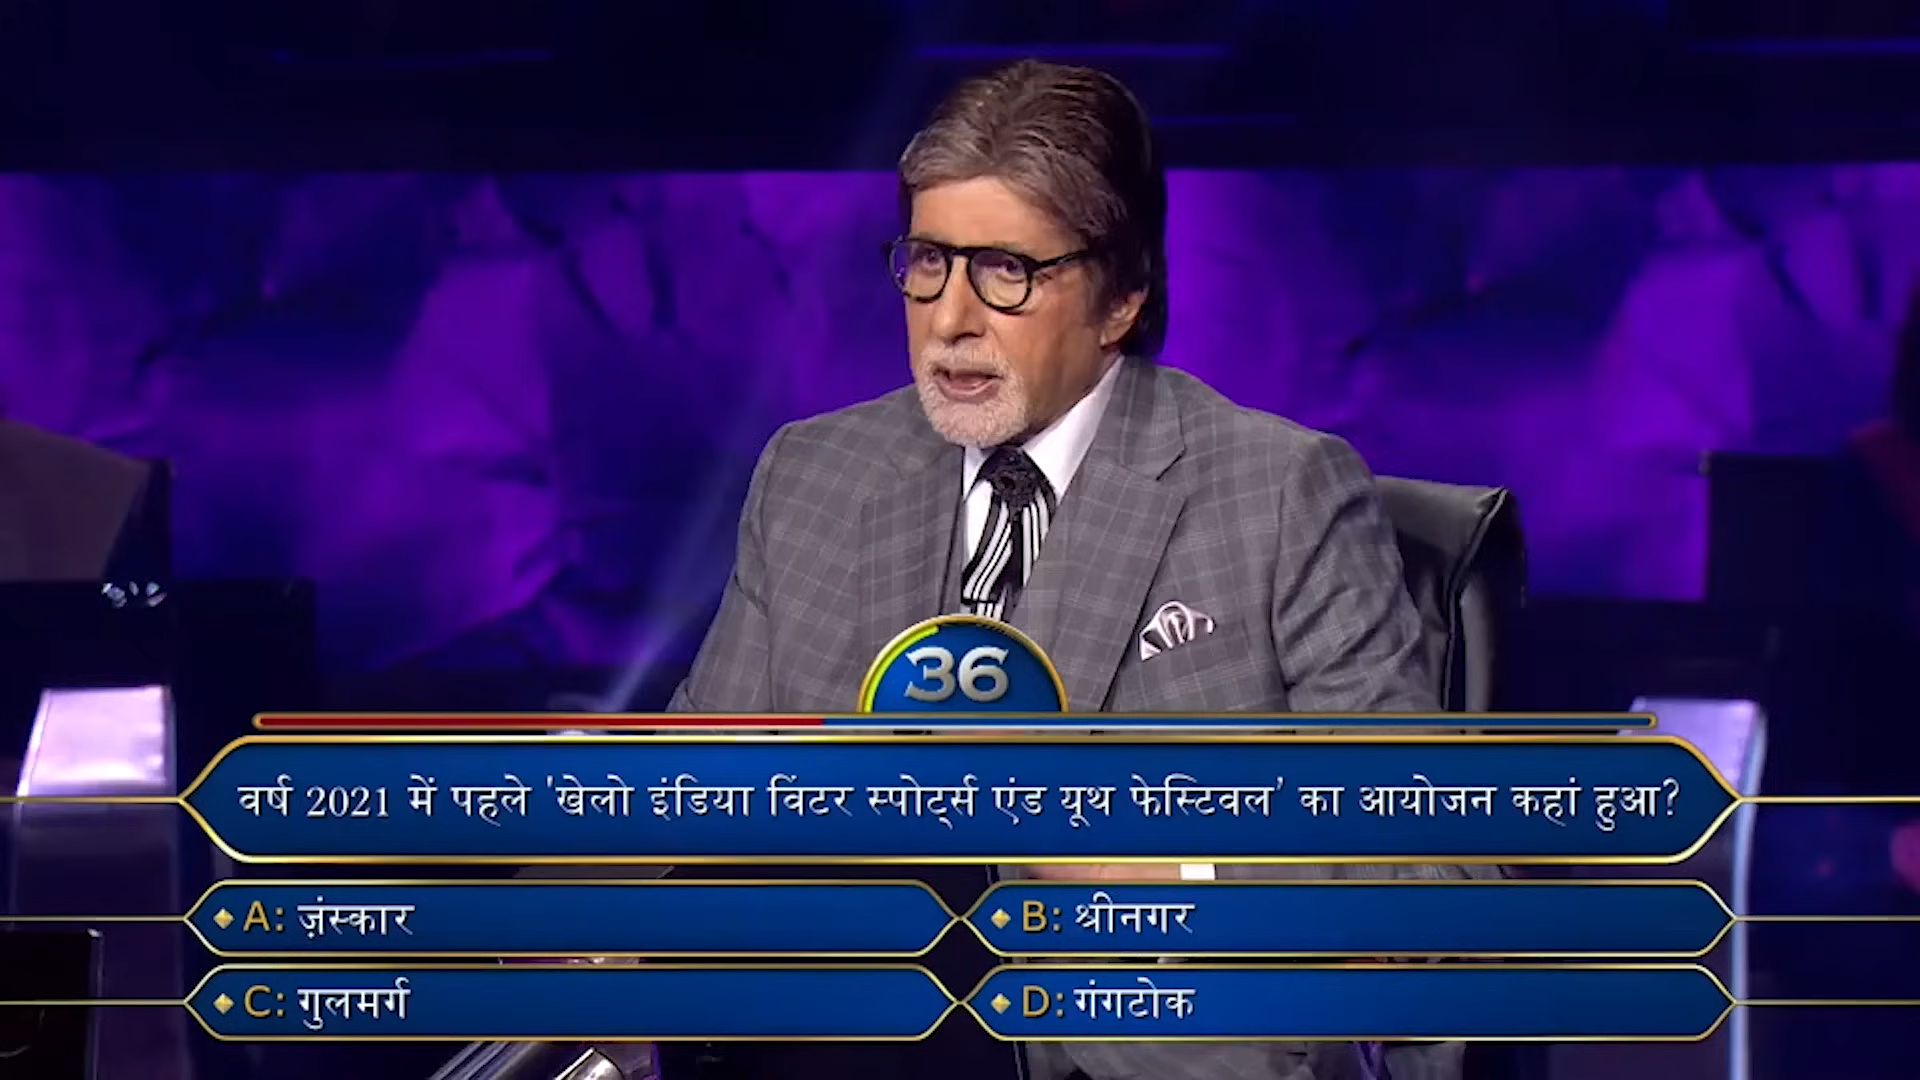 36
वर्ष 2021 में पहले 'खेलो इंडिया विंटर स्पोर्ट्स एंड यूथ फेस्टिवल' का आयोजन कहां हुआ?
A: ज़ंस्कार
B: श्रीनगर
C: गुलमर्ग
D: गंगटोक